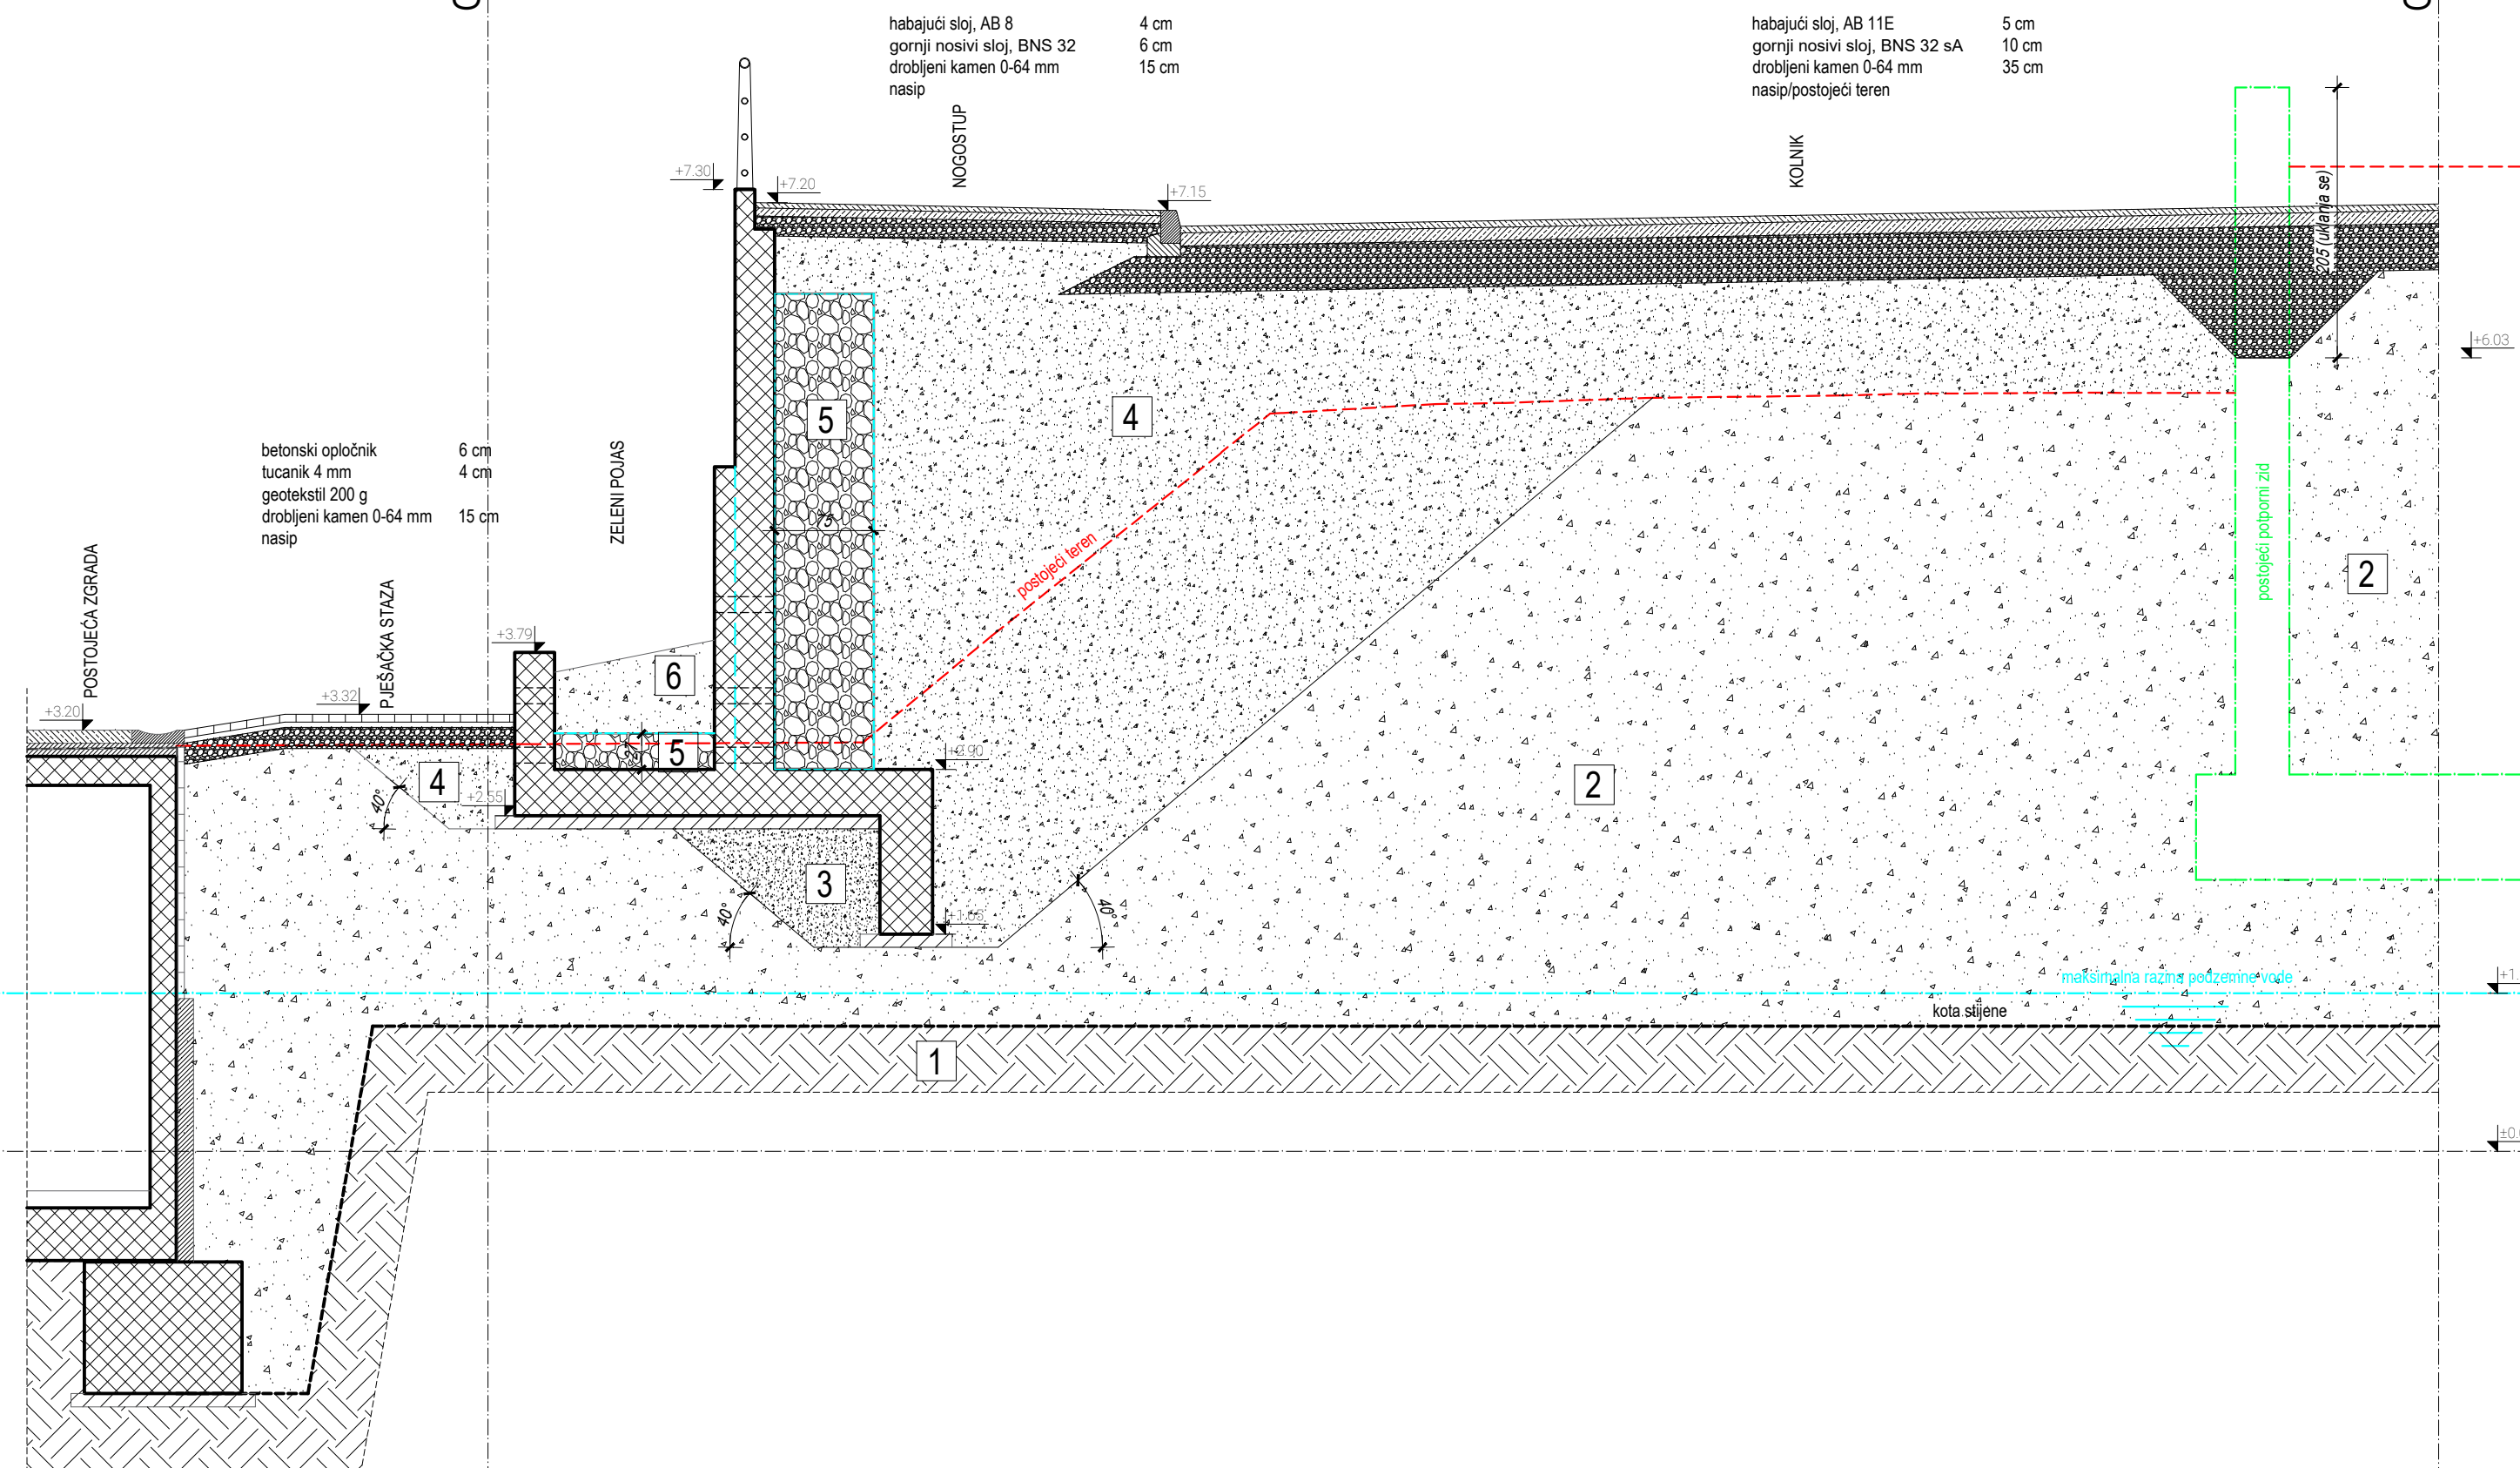 habajući sloj, AB 8 4 cm
gornji nosivi sloj, BNS 32 6 cm
drobljeni kamen 0-64 mm 15 cm
nasip
habajući sloj, AB 11E 5 cm
gornji nosivi sloj, BNS 32 sA 10 cm
drobljeni kamen 0-64 mm 35 cm
nasip/postojeći teren
NOGOSTUP
KOLNIK
+7.30
+7.20
+7.15
205 (uklanja se)
+6.03
5
4
betonski opločnik 6 cm
tucanik 4 mm 4 cm
geotekstil 200 g
drobljeni kamen 0-64 mm 15 cm
nasip
ZELENI POJAS
POSTOJEĆA ZGRADA
PJEŠAČKA STAZA
75
postojeći teren
postojeći potporni zid
2
+3.79
6
+3.32
+3.20
5
+2.90
4
40°
+2.55
2
3
40°
40°
+1.65
maksimalna razina podzemne vode
kota stijene
1